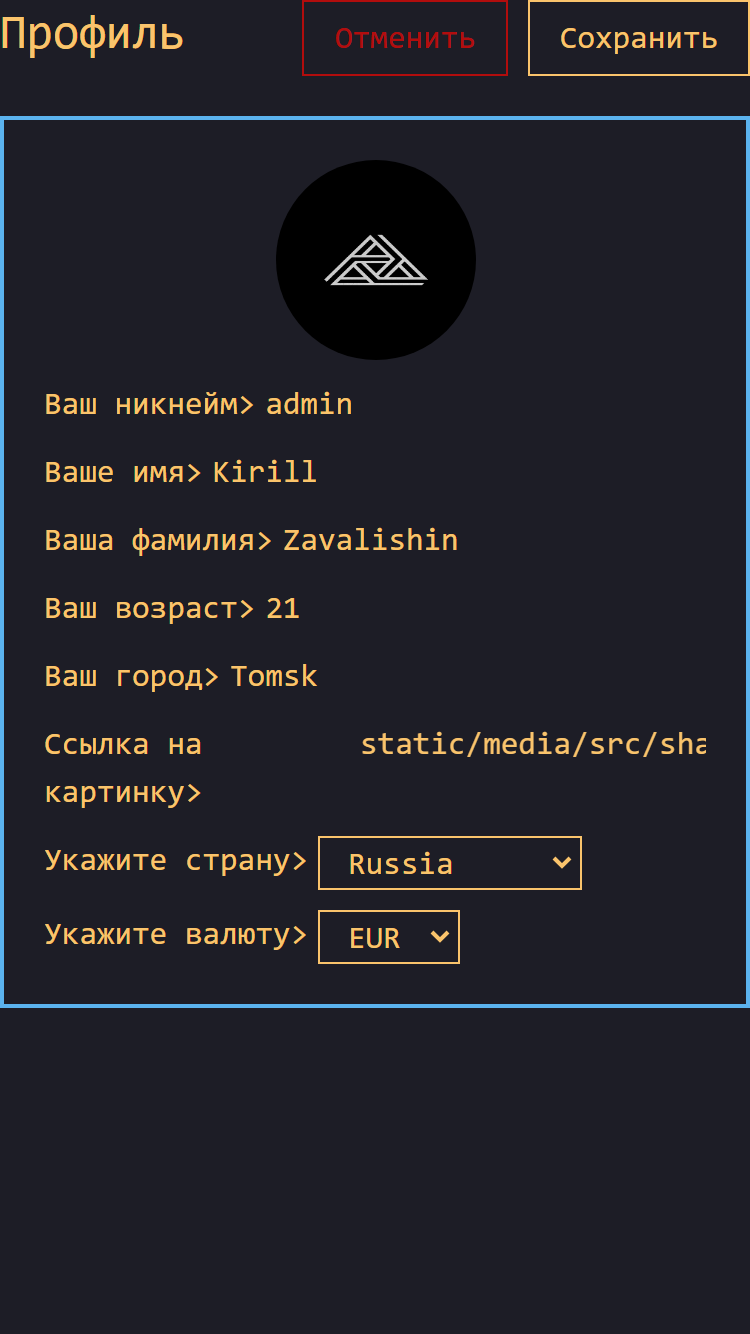 Профиль
Отменить
Сохранить
Ваш никнейм> admin
Ваше имя> Kirill
Ваша фамилия> Zavalishin
Ваш возраст> 21
Ваш город> Tomsk
Ссылка на картинку> static/media/src/sha
Укажите страну> Russia
Укажите валюту> EUR